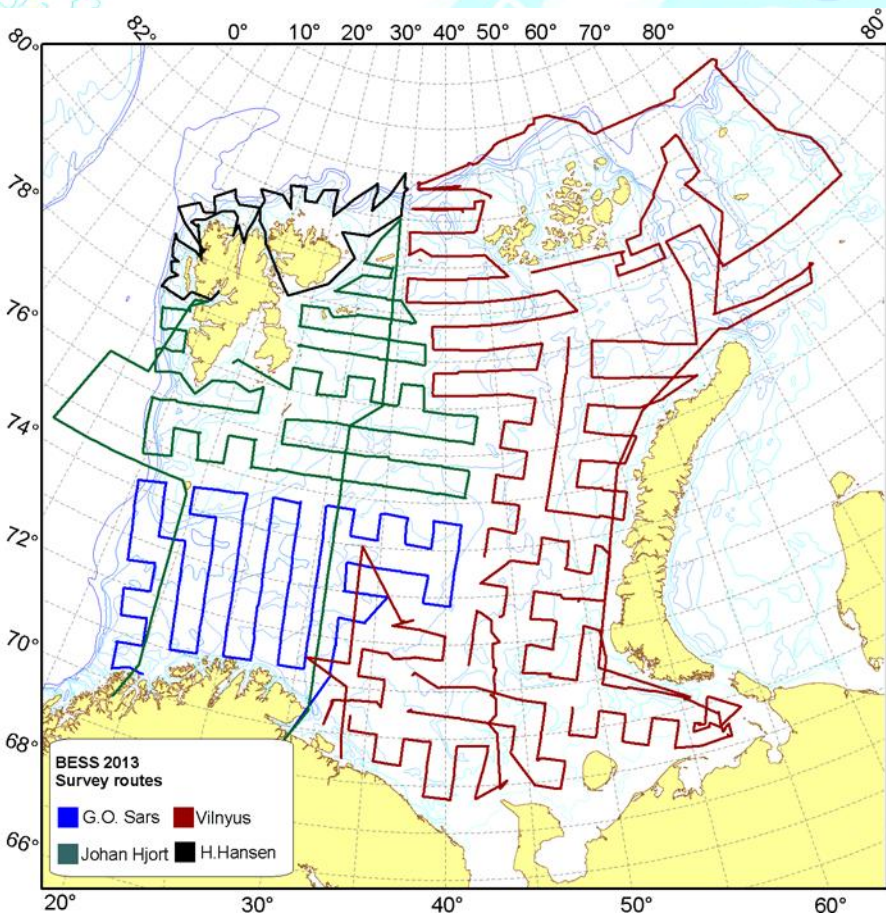 82° 0° 10° 20° 30° 40° 50° 60° 70° 80° 80°
80°
78°
76°
74°
72°
70°
68°
66°
BESS 2013
Survey routes
G.O. Sars Vilnyus
Johan Hjort H.Hansen
20° 30° 40° 50° 60°